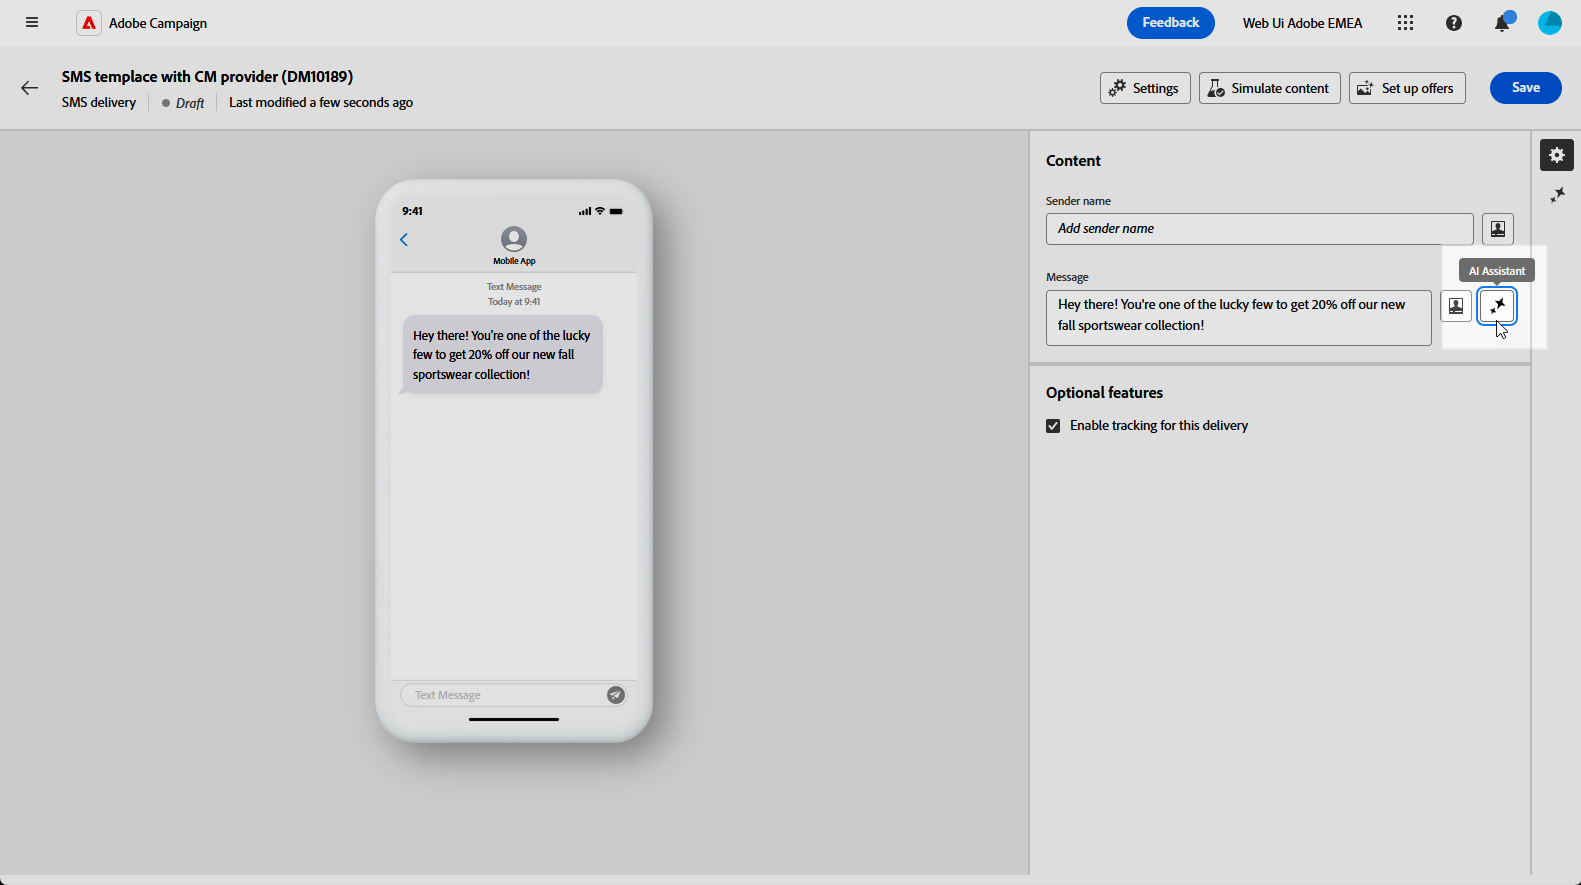 Adobe Campaign
Feedback
Web Ui Adobe EMEA
SMS templace with CM provider (DM10189)
SMS delivery
Draft
Last modified a few seconds ago
Settings
Simulate content
Set up offers
Save
9:41
Mobile App
Text Message
Today at 9:41
Hey there! You're one of the lucky
few to get 20% off our new fall
sportswear collection!
Text Message
Content
Sender name
Add sender name
AI Assistant
Message
Hey there! You're one of the lucky few to get 20% off our new
fall sportswear collection!
Optional features
Enable tracking for this delivery